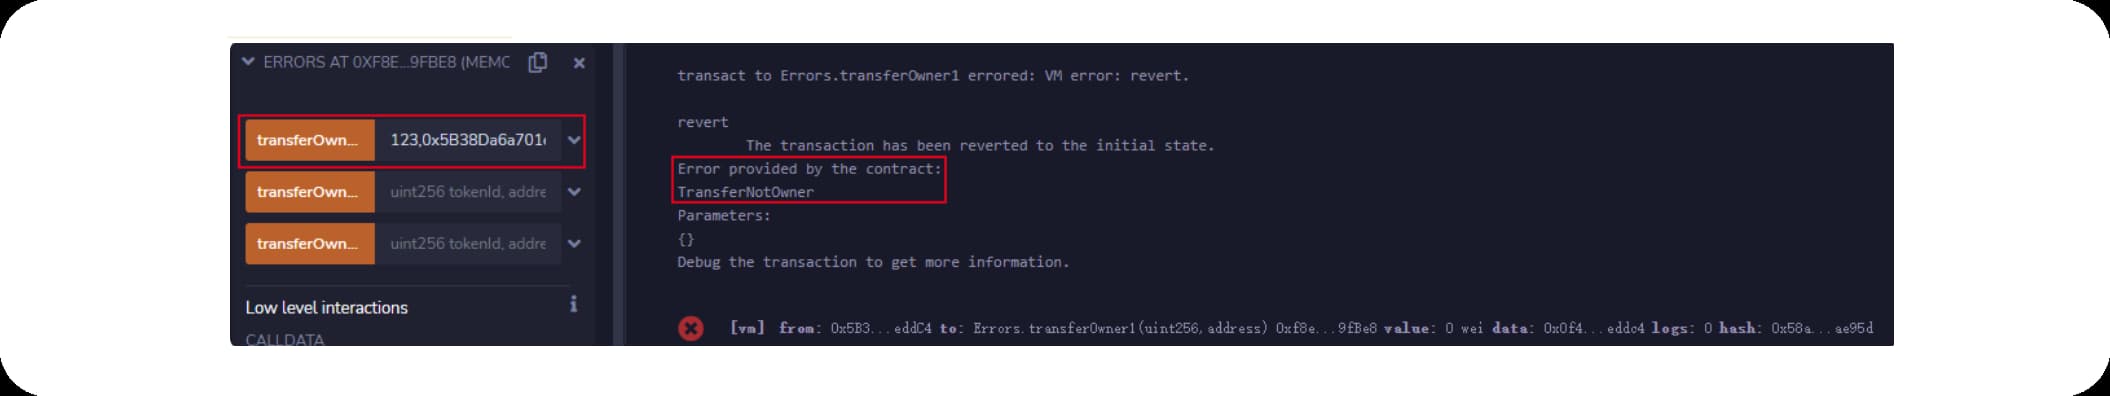 ERRORS AT 0XF8E...9FBE8 (MEMC
transferOwn...
123,0x5B38Da6a701
transferOwn...
uint256 tokenId, addre
transferOwn...
uint256 tokenId, addre
Low level interactions
CALLDATA
transact to Errors.transferOwner1 errored: VM error: revert.
revert
The transaction has been reverted to the initial state.
Error provided by the contract:
TransferNotOwner
Parameters:
{}
Debug the transaction to get more information.
[vm] from: 0x5B3...eddC4 to: Errors.transferOwner1(uint256,address) 0xf8e...9fBe8 value: 0 wei data: 0x0f4...eddc4 logs: 0 hash: 0x58a...ae95d